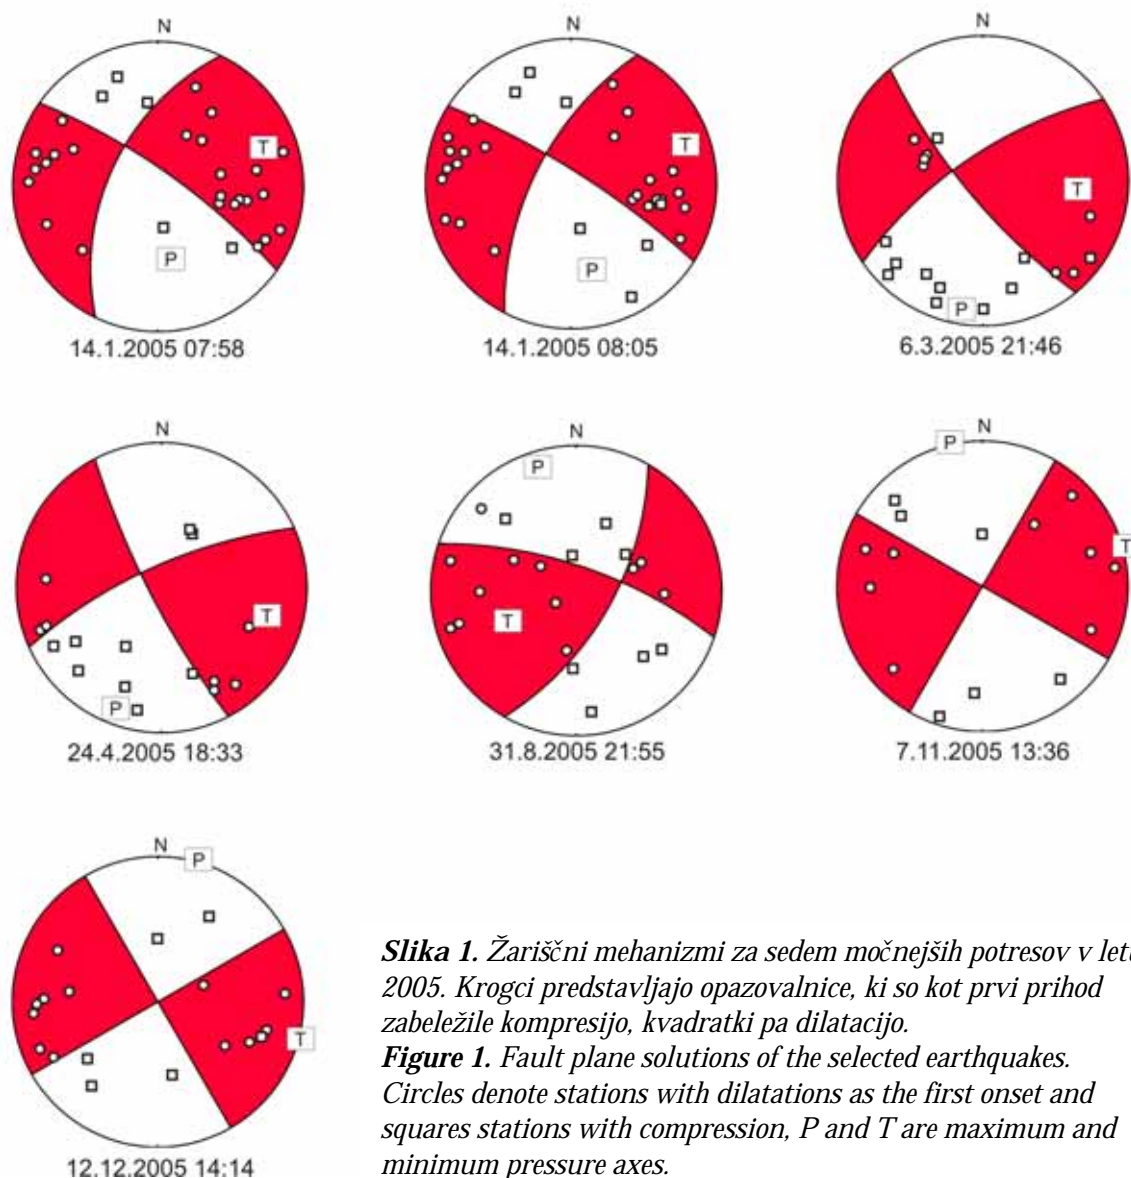 N
N
N
T
T
T
P
P
P
14.1.2005 07:58
14.1.2005 08:05
6.3.2005 21:46
N
N
N
P
P
T
T
T
P
24.4.2005 18:33
31.8.2005 21:55
7.11.2005 13:36
N
P
T
12.12.2005 14:14
Slika 1. Žariščni mehanizmi za sedem močnejših potresov v letu
2005. Krogci predstavljajo opazovalnice, ki so kot prvi prihod
zabeležile kompresijo, kvadratki pa dilatacijo.
Figure 1. Fault plane solutions of the selected earthquakes.
Circles denote stations with dilatations as the first onset and
squares stations with compression, P and T are maximum and
minimum pressure axes.